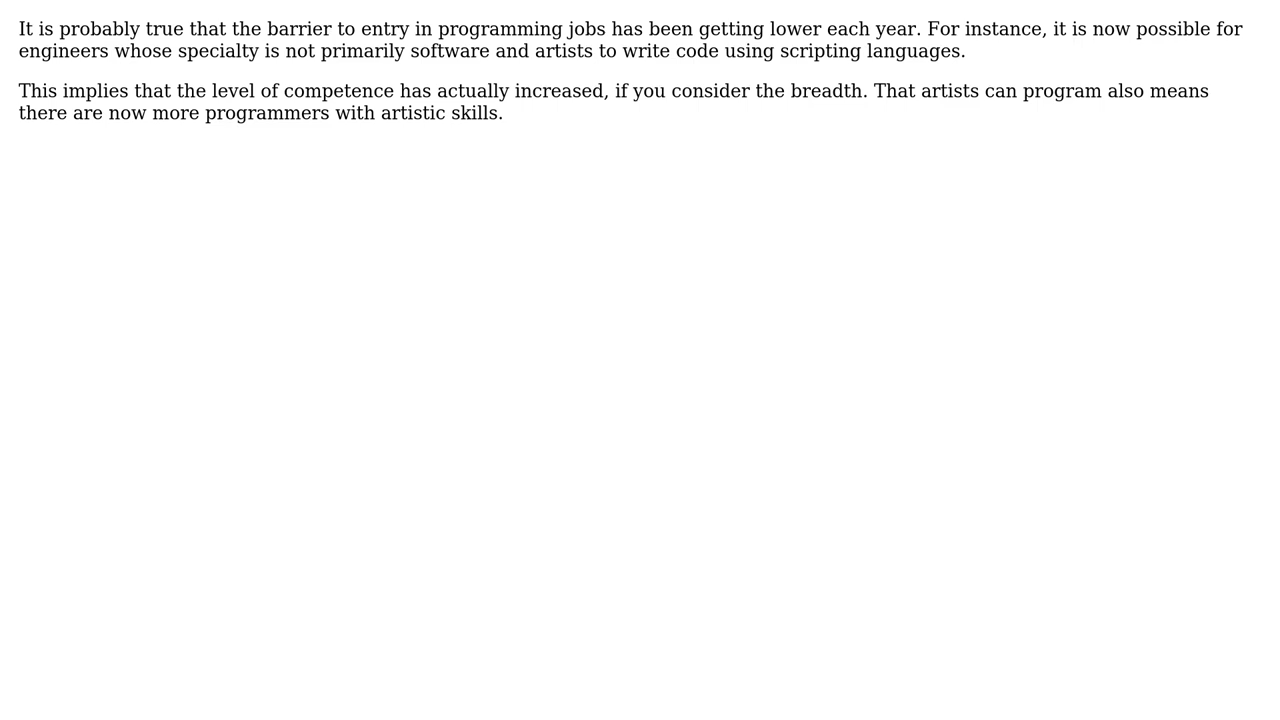 It is probably true that the barrier to entry in programming jobs has been getting lower each year. For instance, it is now possible for
engineers whose specialty is not primarily software and artists to write code using scripting languages.
This implies that the level of competence has actually increased, if you consider the breadth. That artists can program also means
there are now more programmers with artistic skills.